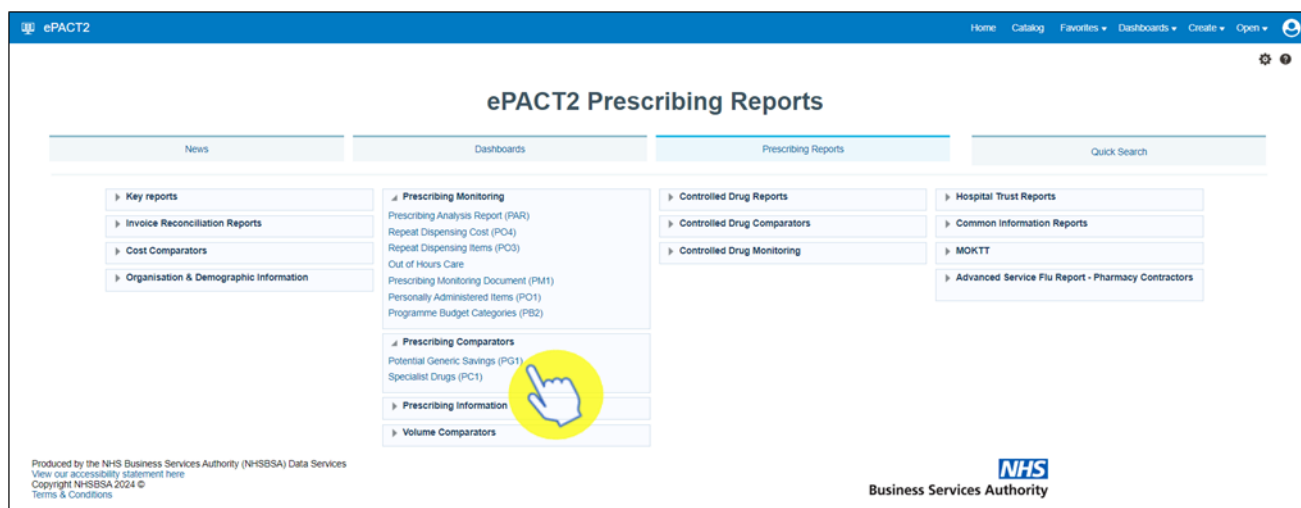 ePACT2
Home Catalog Favorites Dashboards Create Open
ePACT2 Prescribing Reports
News
Dashboards
Prescribing Reports
Quick Search
Key reports
Invoice Reconciliation Reports
Cost Comparators
Organisation & Demographic Information
Prescribing Monitoring
Prescribing Analysis Report (PAR)
Repeat Dispensing Cost (PO4)
Repeat Dispensing Items (PO3)
Out of Hours Care
Prescribing Monitoring Document (PM1)
Personally Administered Items (PO1)
Programme Budget Categories (PB2)
Prescribing Comparators
Potential Generic Savings (PG1)
Specialist Drugs (PC1)
Prescribing Information
Volume Comparators
Controlled Drug Reports
Controlled Drug Comparators
Controlled Drug Monitoring
Hospital Trust Reports
Common Information Reports
MOKTT
Advanced Service Flu Report - Pharmacy Contractors
Produced by the NHS Business Services Authority (NHSBSA) Data Services
View our accessibility statement here
Copyright NHSBSA 2024 ©
Terms & Conditions
NHS
Business Services Authority